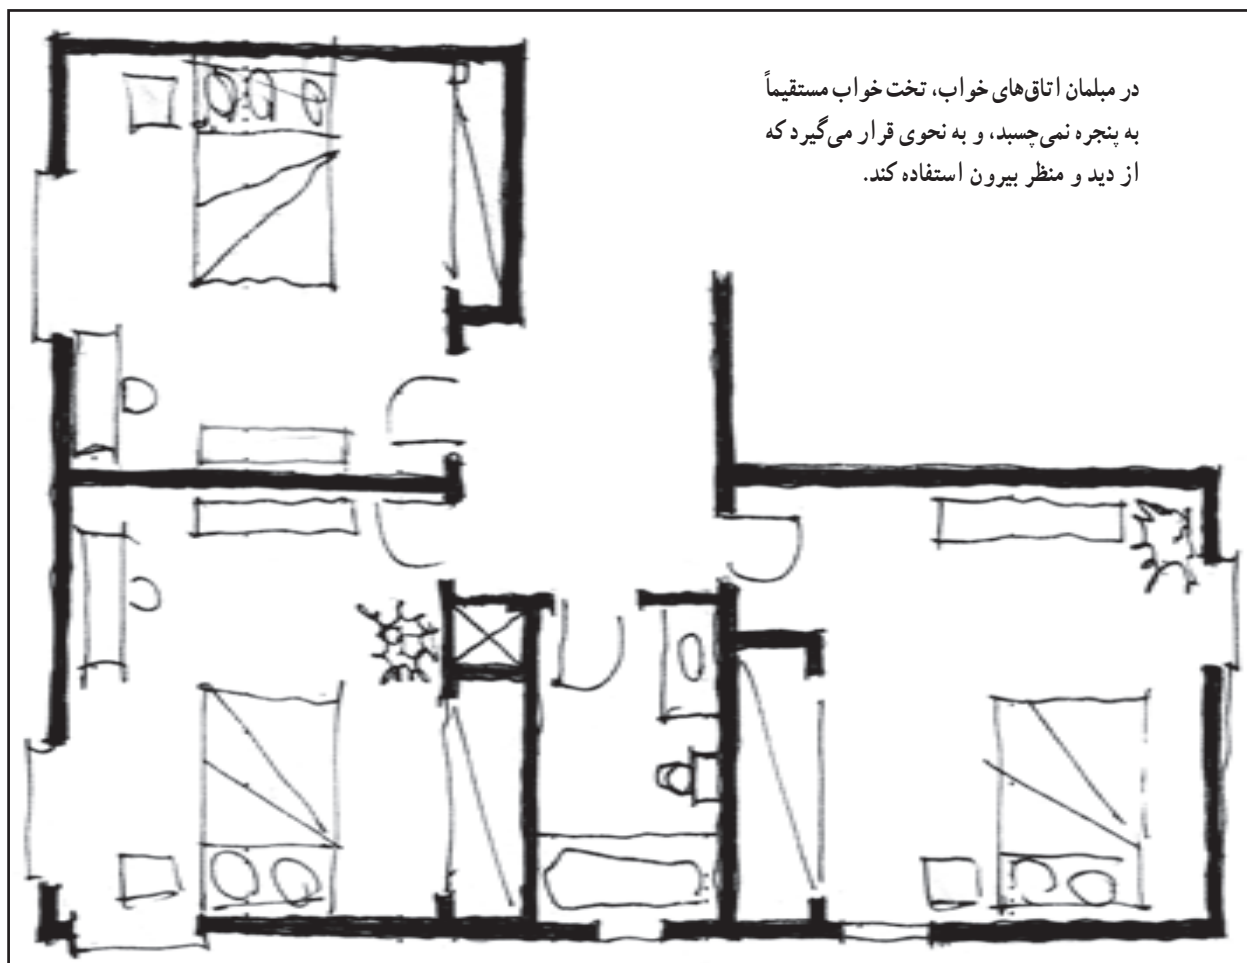 در مبلمان اتاق‌های خواب، تخت خواب مستقیماً
به پنجره نمی‌چسبد، و به نحوی قرار می‌گیرد که
از دید و منظر بیرون استفاده کند.